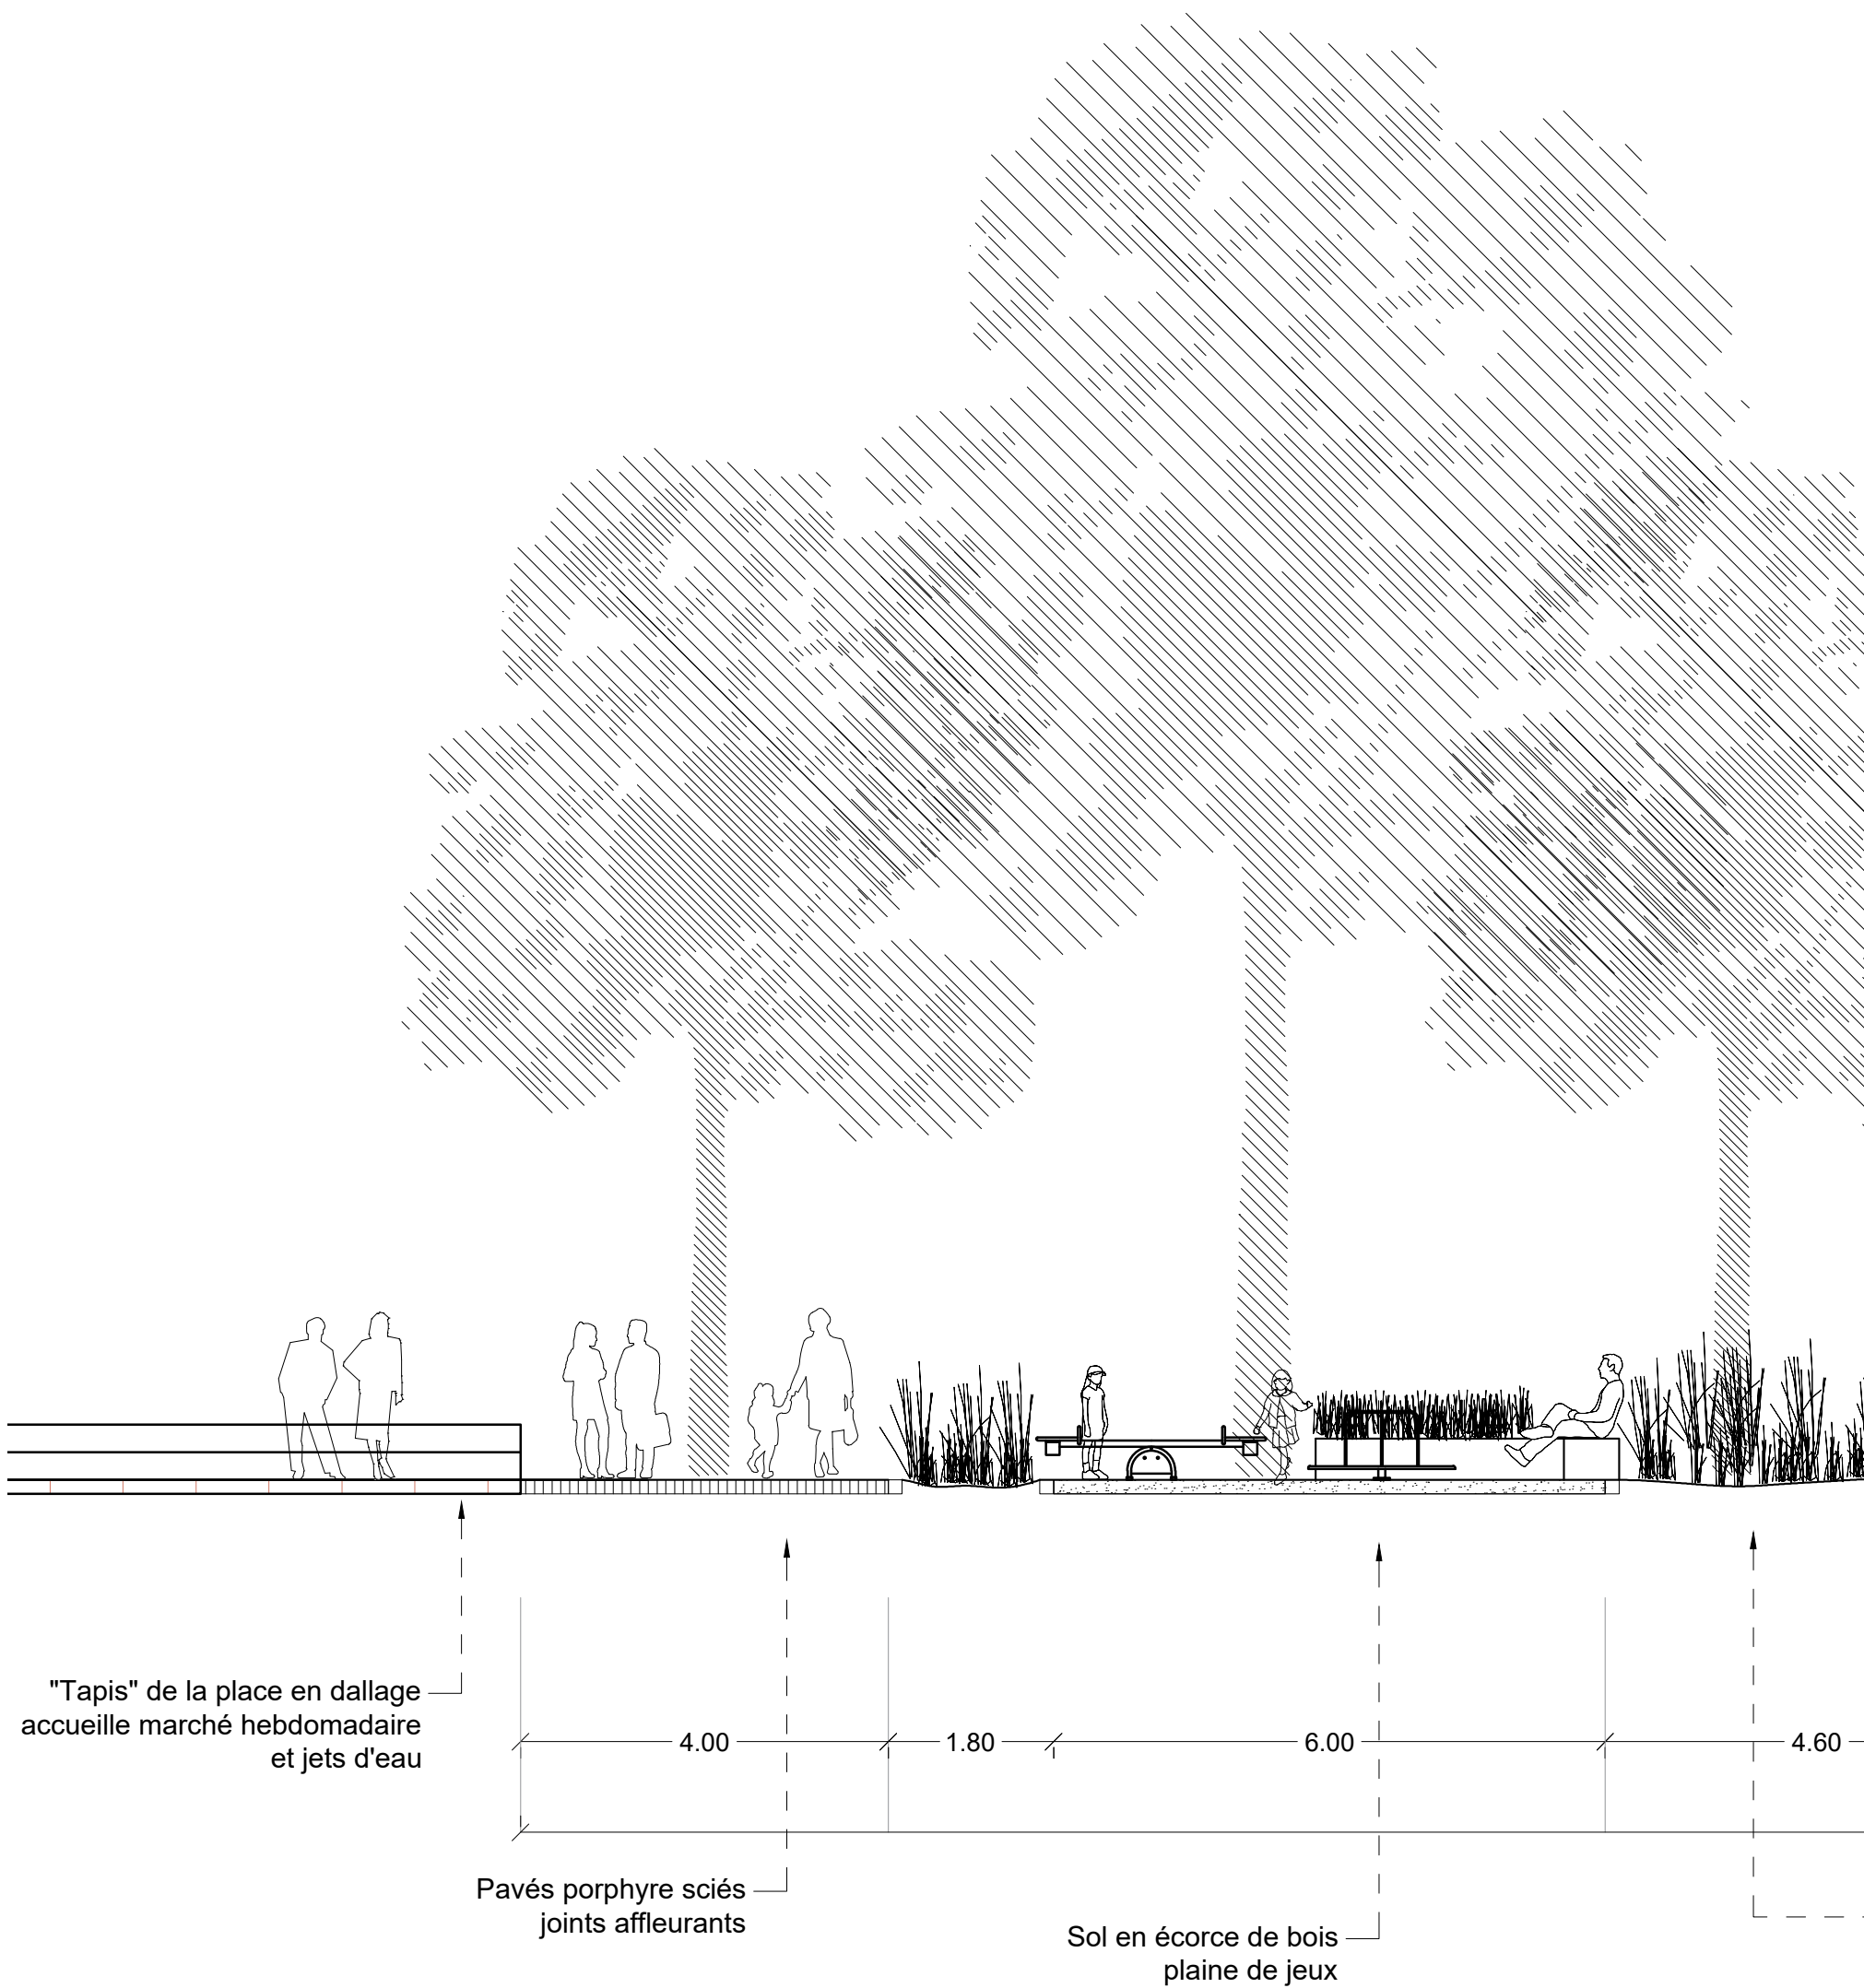 "Tapis" de la place en dallage
accueille marché hebdomadaire
et jets d'eau
4.00
1.80
6.00
4.60
Pavés porphyre sciés
joints affleurants
Sol en écorce de bois
plaine de jeux